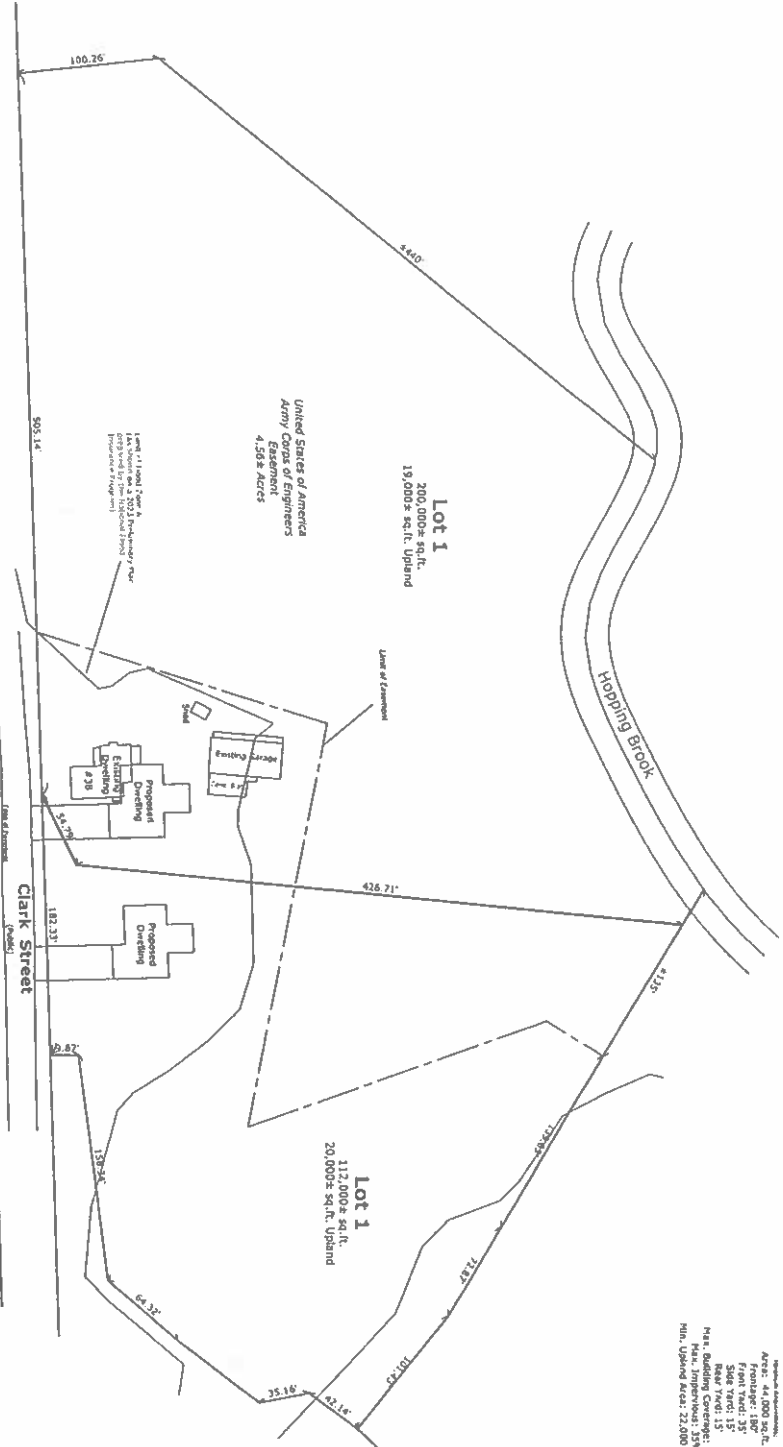 100.26'
±440'
505.14'
Lot 1
200,000± sq.ft.
19,000± sq.ft. Upland
United States of America
Army Corps of Engineers
Easement
4.56± Acres
Limit of Easement
Hopping Brook
Shed
Existing Garage
Existing
Dwelling
#38
Proposed
Dwelling
54.79'
426.71'
±135'
Proposed
Dwelling
182.33'
Clark Street
(Public)
Lot 1
112,000± sq.ft.
20,000± sq.ft. Upland
72.87'
64.32'
35.16'
42.14'
Area: 44,000 sq.ft.
Frontage: 180'
Front Yard: 35'
Side Yard: 15'
Rear Yard: 15'
Max. Building Coverage:
Max. Impervious: 35%
Min. Upland Area: 22,000